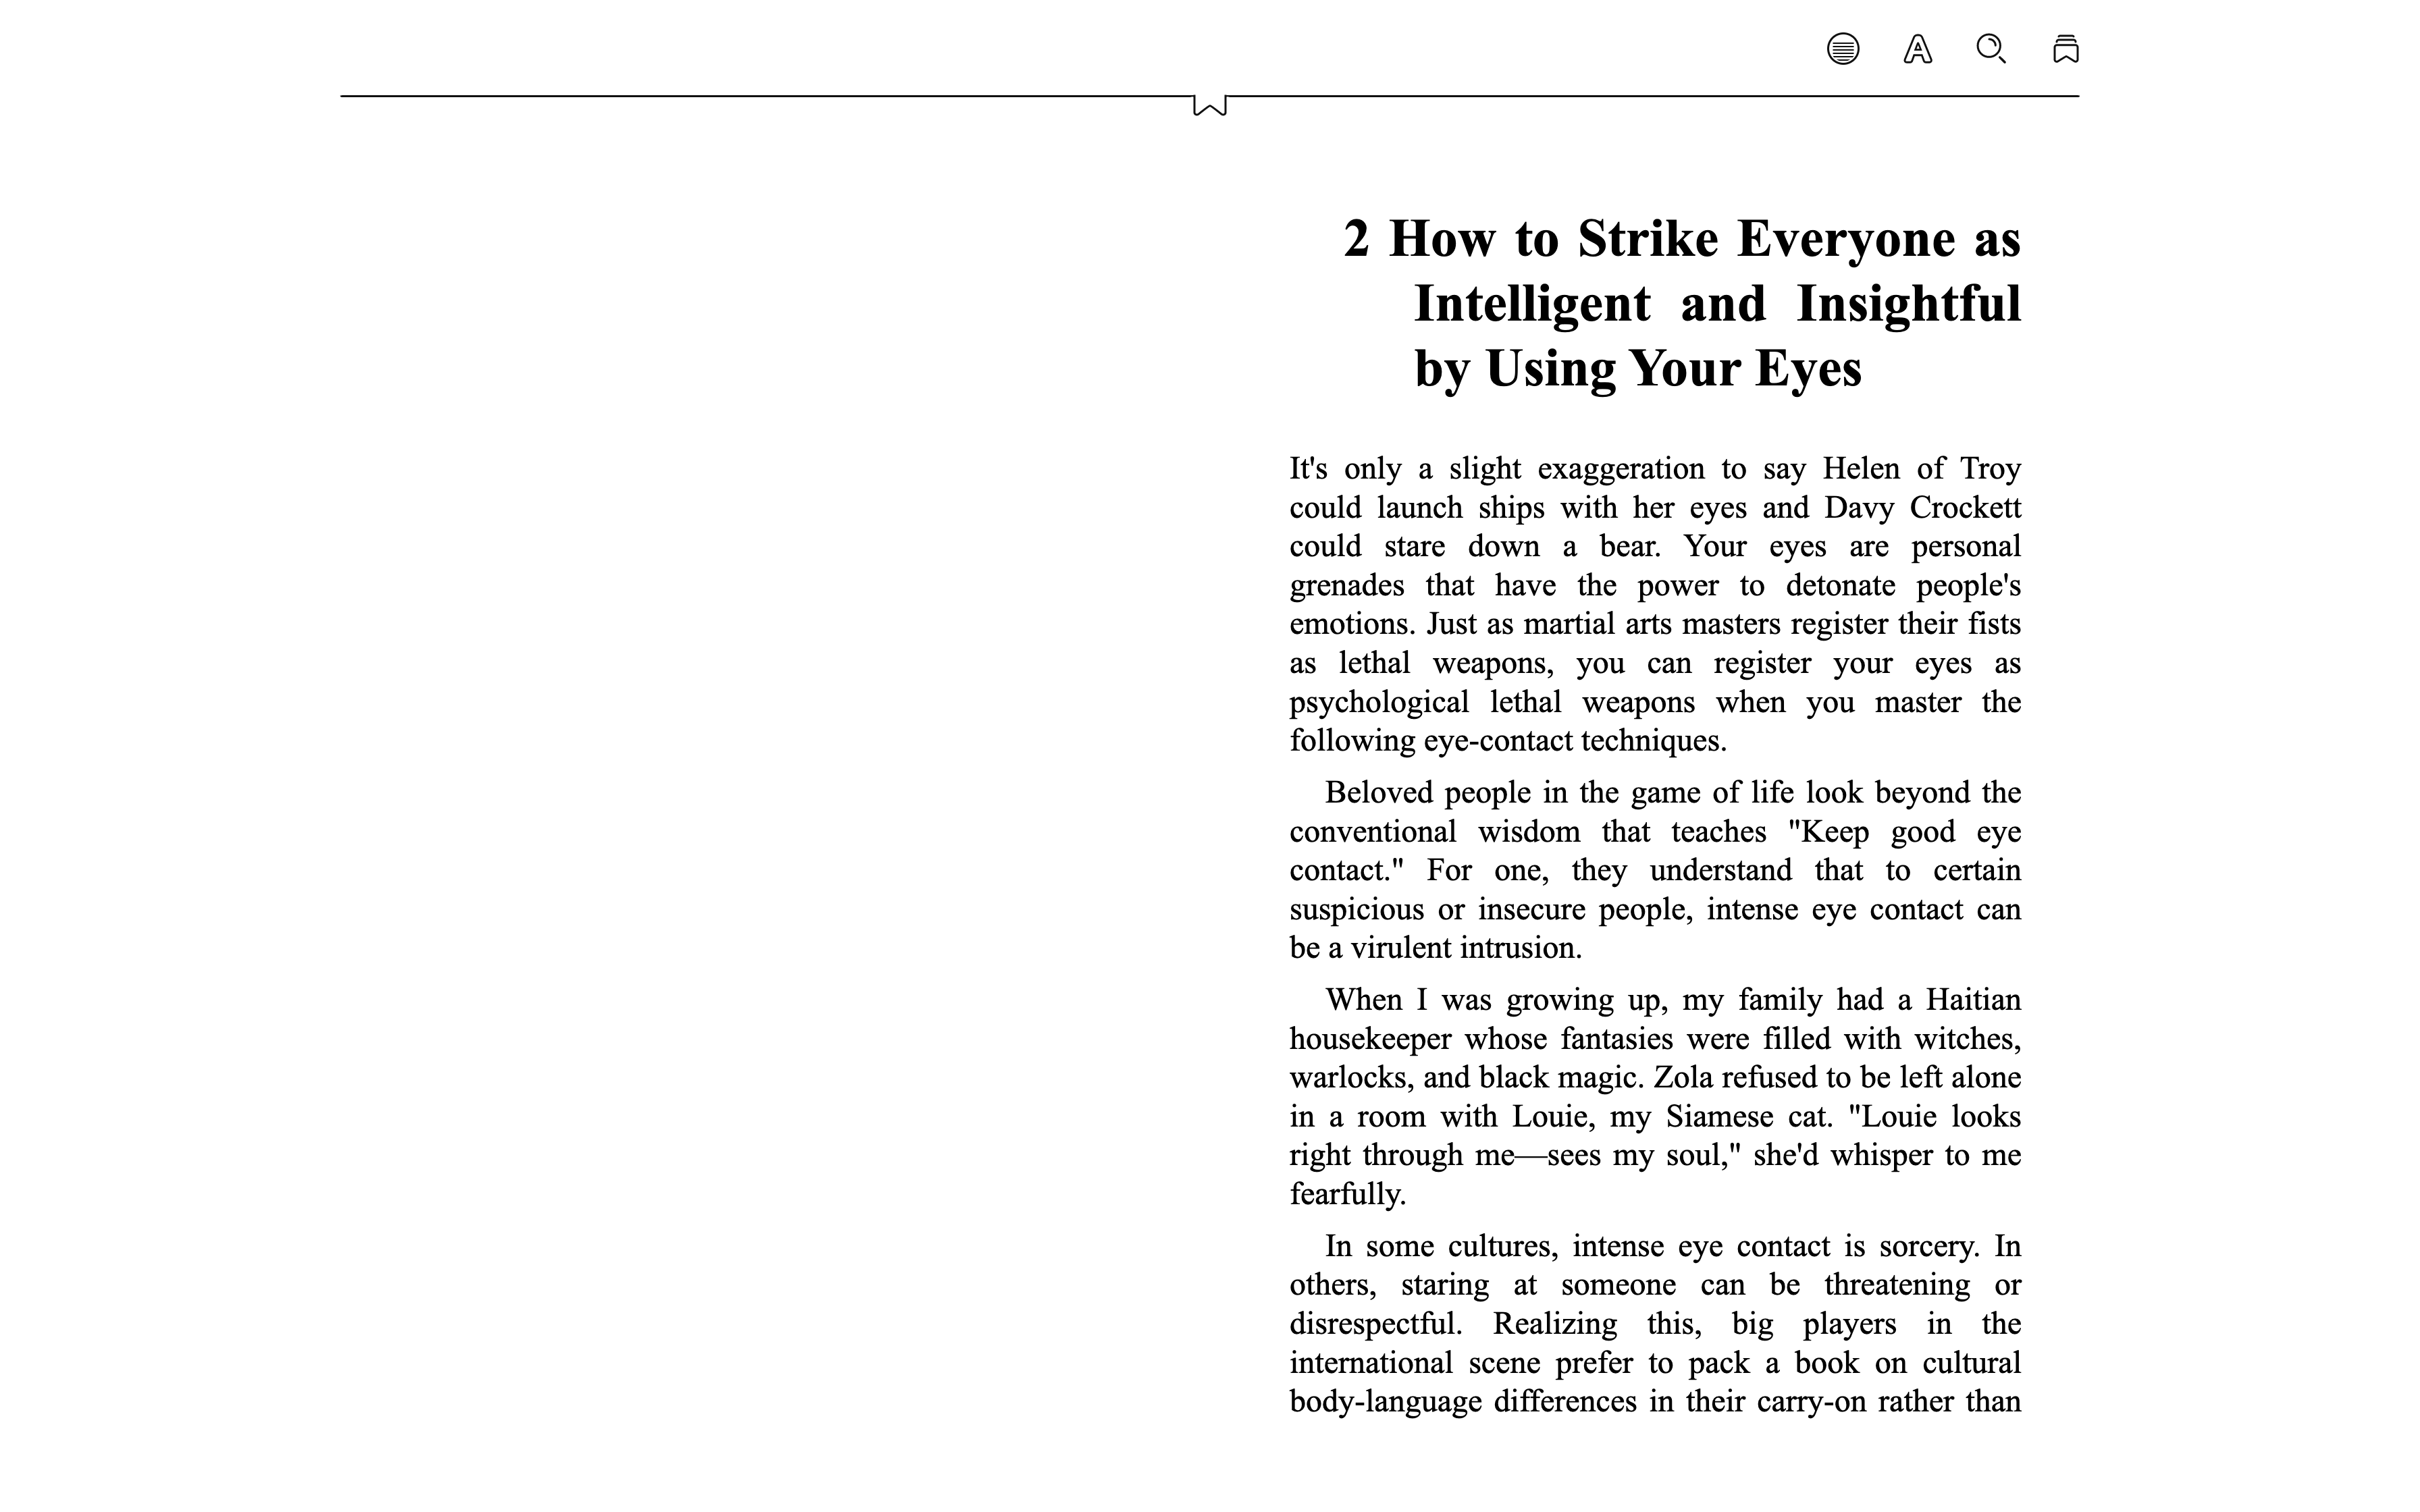 2 How to Strike Everyone as
Intelligent and Insightful
by Using Your Eyes
It's only a slight exaggeration to say Helen of Troy
could launch ships with her eyes and Davy Crockett
could stare down a bear. Your eyes are personal
grenades that have the power to detonate people's
emotions. Just as martial arts masters register their fists
as lethal weapons, you can register your eyes as
psychological lethal weapons when you master the
following eye-contact techniques.
Beloved people in the game of life look beyond the
conventional wisdom that teaches "Keep good eye
contact." For one, they understand that to certain
suspicious or insecure people, intense eye contact can
be a virulent intrusion.
When I was growing up, my family had a Haitian
housekeeper whose fantasies were filled with witches,
warlocks, and black magic. Zola refused to be left alone
in a room with Louie, my Siamese cat. "Louie looks
right through me—sees my soul," she'd whisper to me
fearfully.
In some cultures, intense eye contact is sorcery. In
others, staring at someone can be threatening or
disrespectful. Realizing this, big players in the
international scene prefer to pack a book on cultural
body-language differences in their carry-on rather than